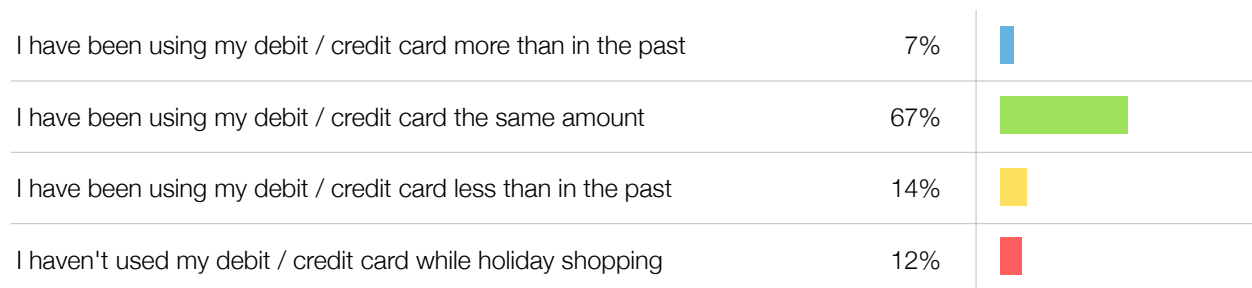 I have been using my debit / credit card more than in the past 7%
I have been using my debit / credit card the same amount 67%
I have been using my debit / credit card less than in the past 14%
I haven't used my debit / credit card while holiday shopping 12%